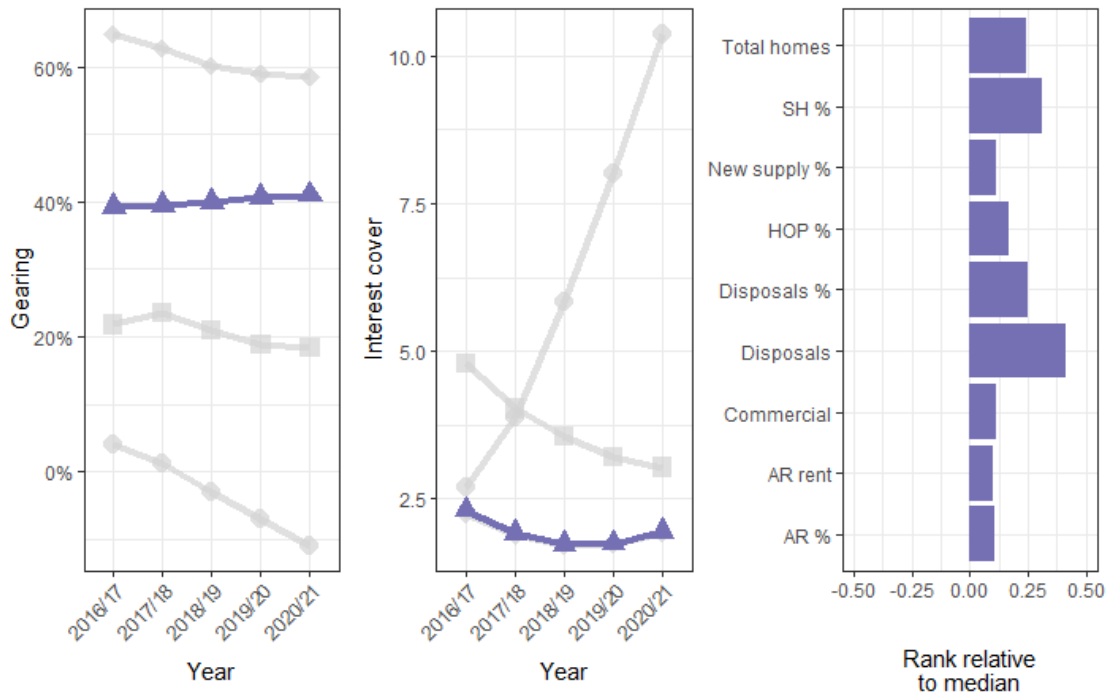 60%
40%
20%
0%
Gearing
2016/17
2017/18
2018/19
2019/20
2020/21
Year
10.0
7.5
5.0
2.5
Interest cover
2016/17
2017/18
2018/19
2019/20
2020/21
Year
Total homes
SH %
New supply %
HOP %
Disposals %
Disposals
Commercial
AR rent
AR %
-0.50
-0.25
0.00
0.25
0.50
Rank relative
to median